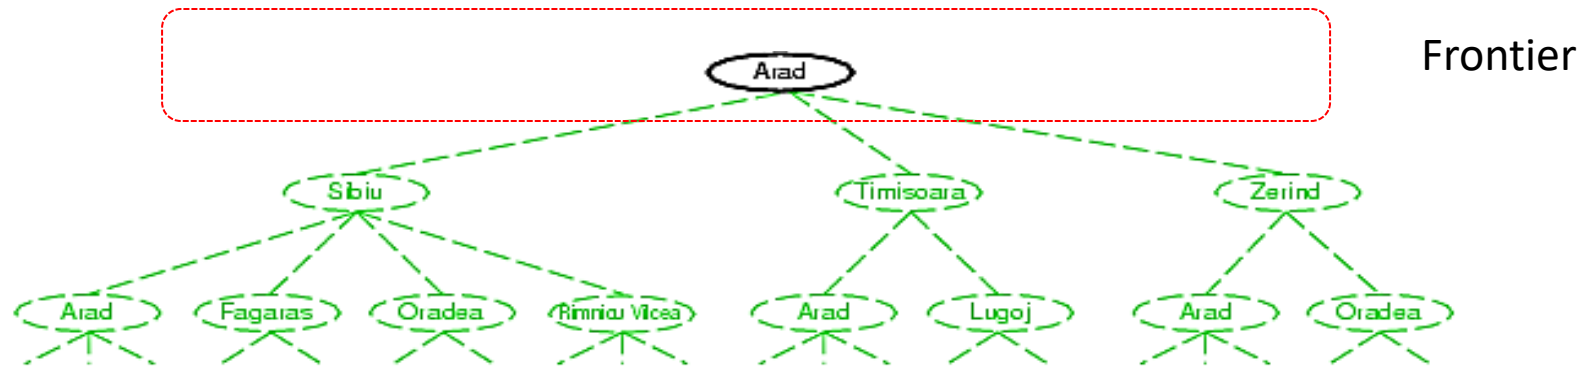 Frontier
Arad
Sibiu
Timisoara
Zerind
Arad
Fagaras
Oradea
Rimnicu Vilcea
Arad
Lugoj
Arad
Oradea